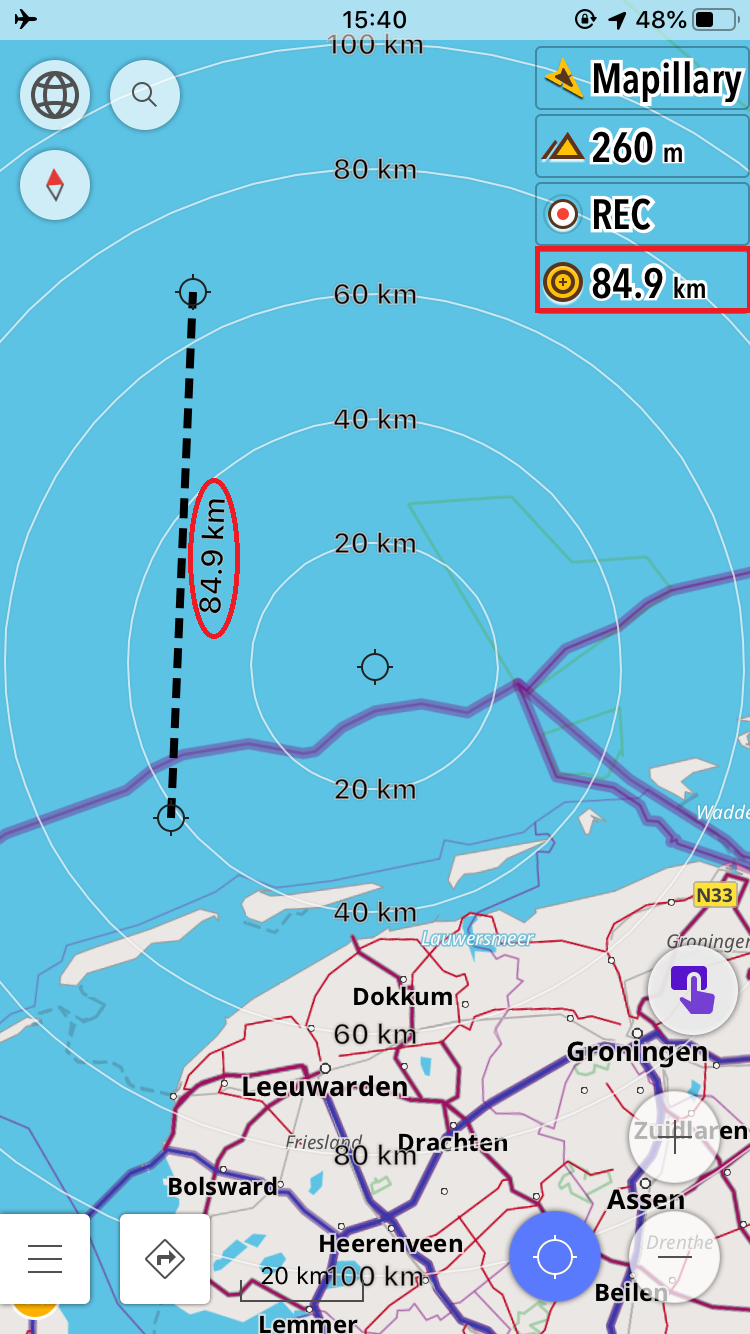 15:40
48%
100 km
Mapillary
80 km
260 m
REC
60 km
84.9 km
40 km
84.9 km
20 km
20 km
Wadde
N33
40 km
Lauwersmeer
Groningen
Dokkum
60 km
Groningen
Leeuwarden
Zuidlaren
Friesland
Drachten
80 km
Bolsward
Assen
Heerenveen
Drenthe
20 km
100 km
Beilen
Lemmer